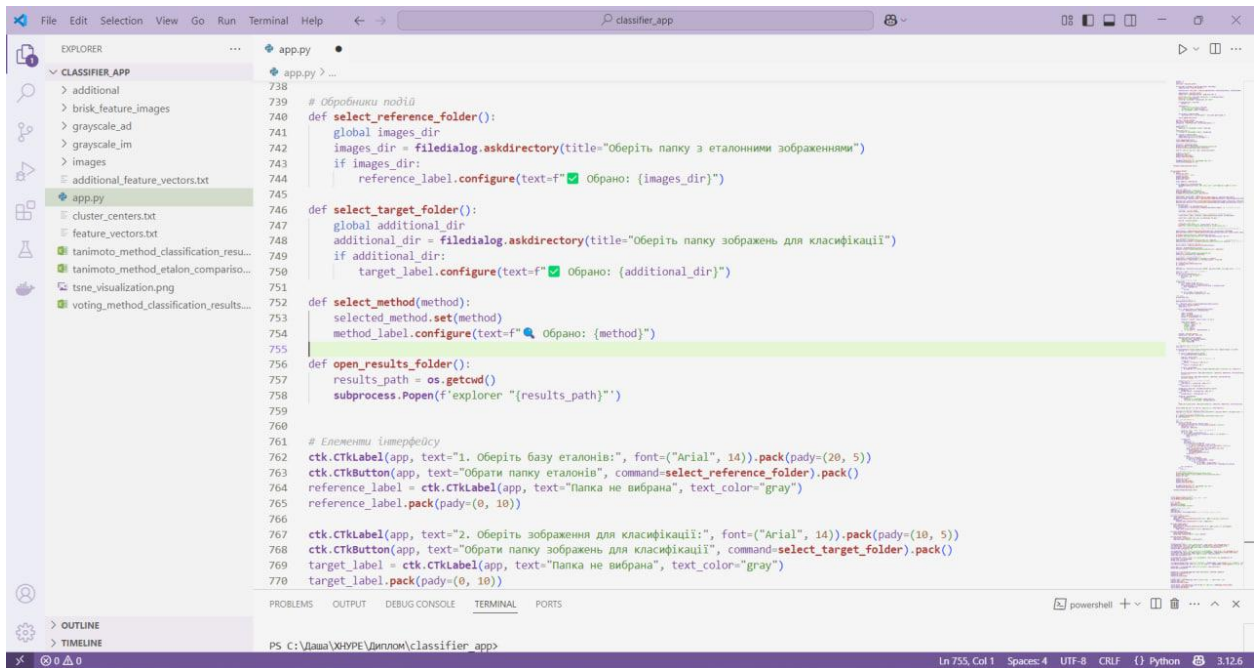 File Edit Selection View Go Run Terminal Help
classifier_app
EXPLORER
CLASSIFIER_APP
additional
brisk_feature_images
grayscale_ad
grayscale_im
images
additional_feature_vectors.txt
app.py
cluster_centers.txt
feature_vectors.txt
tanimoto_method_classification_resu...
tanimoto_method_etalon_compariso...
tsne_visualization.png
voting_method_classification_results....
OUTLINE
TIMELINE
app.py
app.py > ...
738
739 # Обробники подій
740 def select_reference_folder():
741     global images_dir
742     images_dir = filedialog.askdirectory(title="Оберіть папку з еталонними зображеннями")
743     if images_dir:
744         reference_label.configure(text=f"✅ Обрано: {images_dir}")
745
746 def select_target_folder():
747     global additional_dir
748     additional_dir = filedialog.askdirectory(title="Оберіть папку зображень для класифікації")
749     if additional_dir:
750         target_label.configure(text=f"✅ Обрано: {additional_dir}")
751
752 def select_method(method):
753     selected_method.set(method)
754     method_label.configure(text=f"🔍 Обрано: {method}")
755
756 def open_results_folder():
757     results_path = os.getcwd()
758     subprocess.Popen(f'explorer "{results_path}"')
759
760
761 # Елементи інтерфейсу
762 ctk.CTkLabel(app, text="1. Оберіть базу еталонів:", font=("Arial", 14)).pack(pady=(20, 5))
763 ctk.CTkButton(app, text="Обрати папку еталонів", command=select_reference_folder).pack()
764 reference_label = ctk.CTkLabel(app, text="Папка не вибрана", text_color="gray")
765 reference_label.pack(pady=(0, 10))
766
767 ctk.CTkLabel(app, text="2. Оберіть зображення для класифікації:", font=("Arial", 14)).pack(pady=(10, 5))
768 ctk.CTkButton(app, text="Обрати папку зображень для класифікації", command=select_target_folder).pack()
769 target_label = ctk.CTkLabel(app, text="Папка не вибрана", text_color="gray")
770 target_label.pack(pady=(0, 10))
PROBLEMS OUTPUT DEBUG CONSOLE TERMINAL PORTS
powershell
PS C:\Даша\ХНУРЕ\Диплом\classifier_app>
0 0 Ln 755, Col 1 Spaces: 4 UTF-8 CRLF {} Python 3.12.6